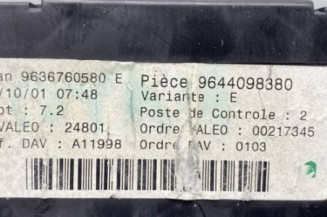 an 9636760580 E Pièce 9644098380
/10/01 07:48 Variante : E
ot : 7.2 Poste de Controle : 2
VALEO : 24801 Ordre VALEO : 00217345
f. DAV : A11998 Ordre DAV : 0103